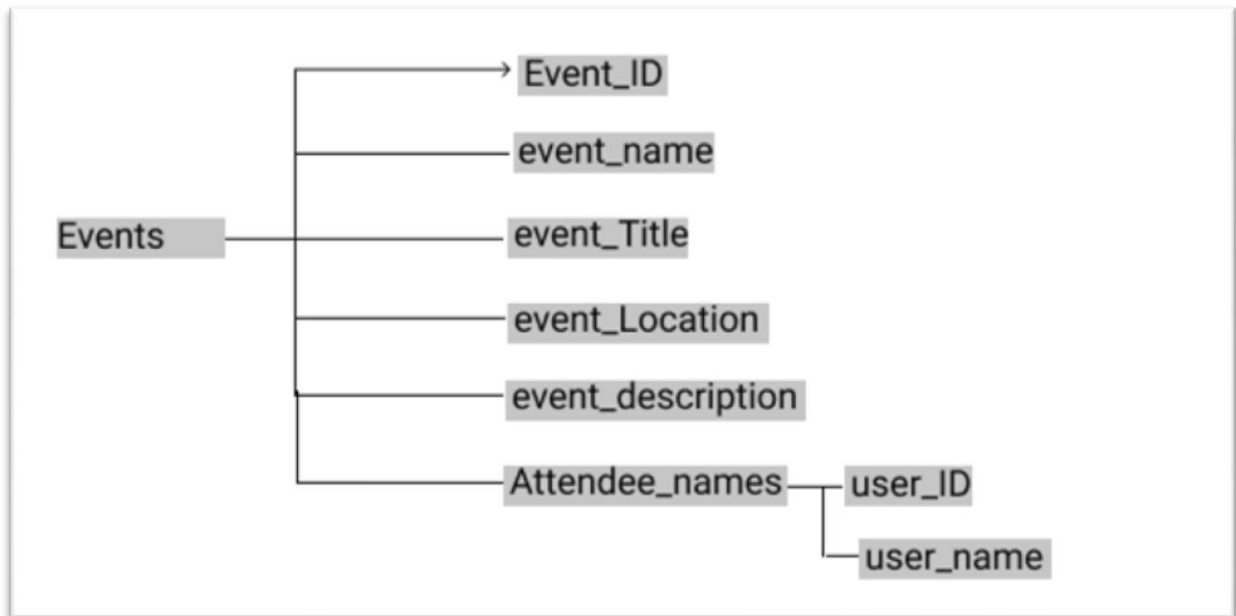 Event_ID
event_name
Events
event_Title
event_Location
event_description
Attendee_names
user_ID
user_name